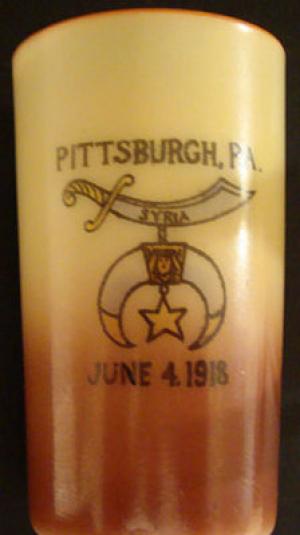 PITTSBURGH, PA.
SYRIA
JUNE 4. 1918